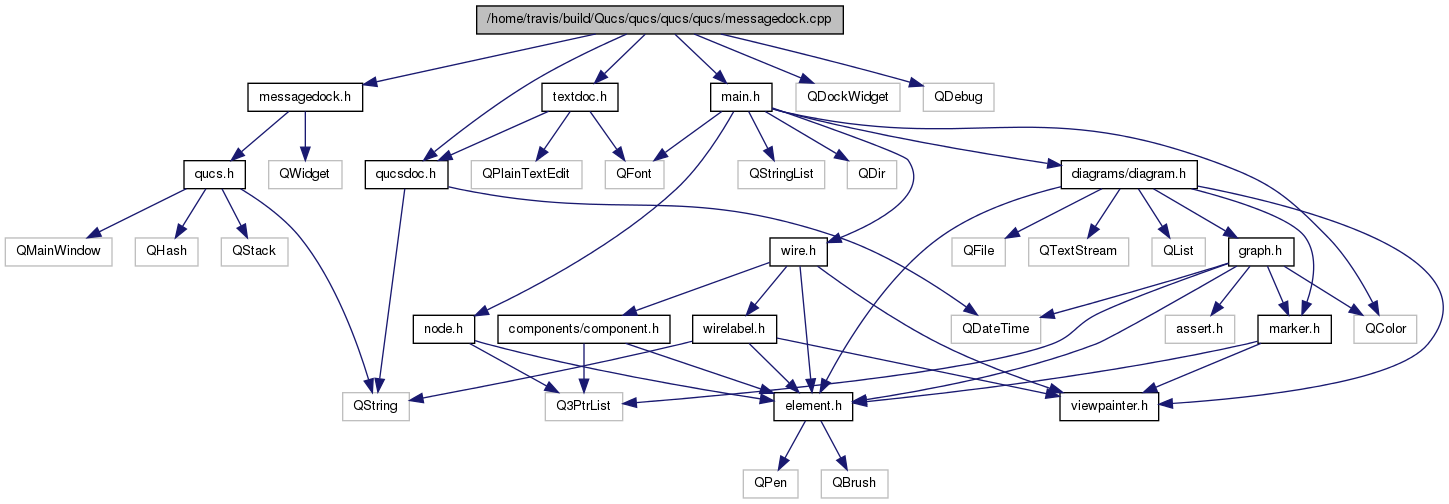 /home/travis/build/Qucs/qucs/qucs/qucs/messagedock.cpp
messagedock.h
textdoc.h
main.h
QDockWidget
QDebug
qucs.h
QWidget
qucsdoc.h
QPlainTextEdit
QFont
QStringList
QDir
diagrams/diagram.h
QMainWindow
QHash
QStack
wire.h
QFile
QTextStream
QList
graph.h
node.h
components/component.h
wirelabel.h
QDateTime
assert.h
marker.h
QColor
QString
Q3PtrList
element.h
viewpainter.h
QPen
QBrush